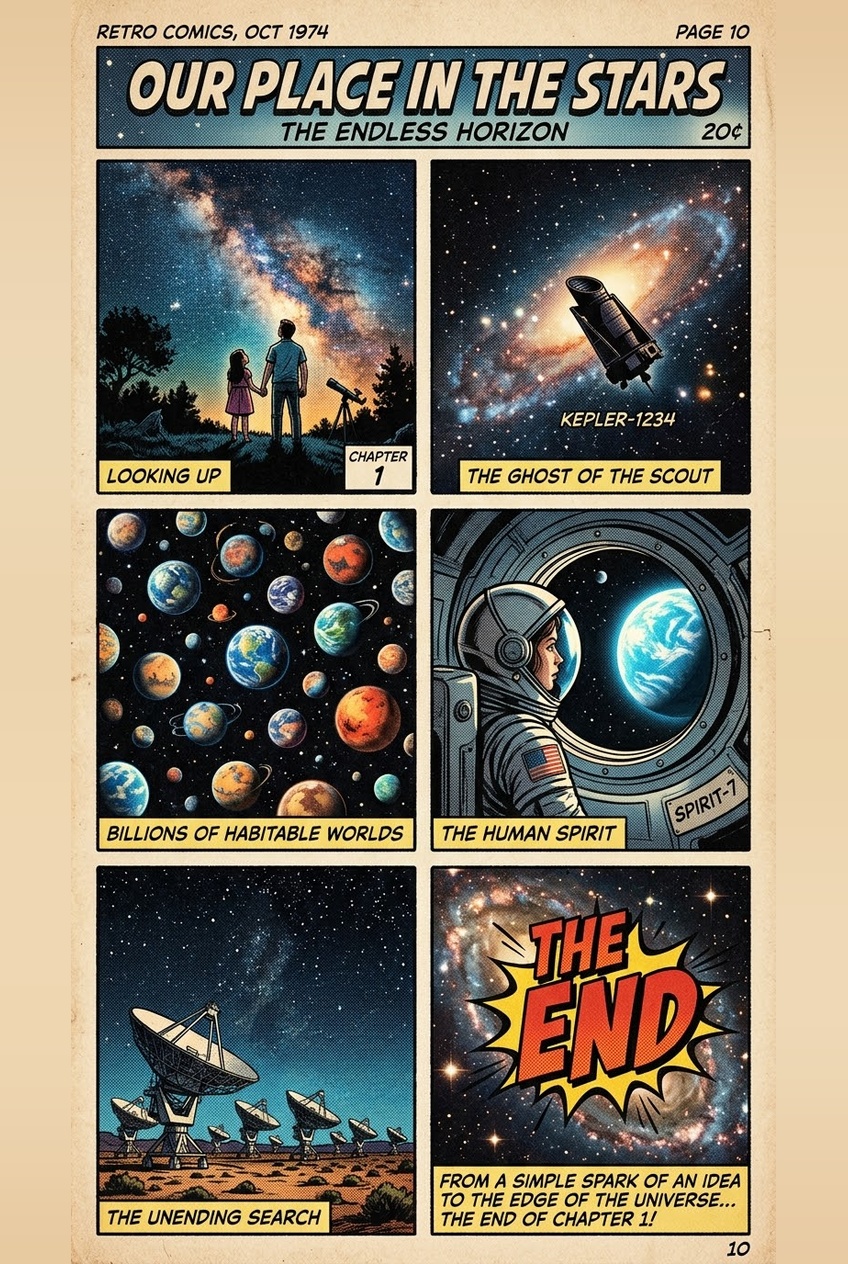 RETRO COMICS, OCT 1974
PAGE 10
OUR PLACE IN THE STARS
THE ENDLESS HORIZON
20¢
LOOKING UP
CHAPTER
1
KEPLER-1234
THE GHOST OF THE SCOUT
BILLIONS OF HABITABLE WORLDS
SPIRIT-7
THE HUMAN SPIRIT
THE UNENDING SEARCH
THE
END
FROM A SIMPLE SPARK OF AN IDEA
TO THE EDGE OF THE UNIVERSE...
THE END OF CHAPTER 1!
10